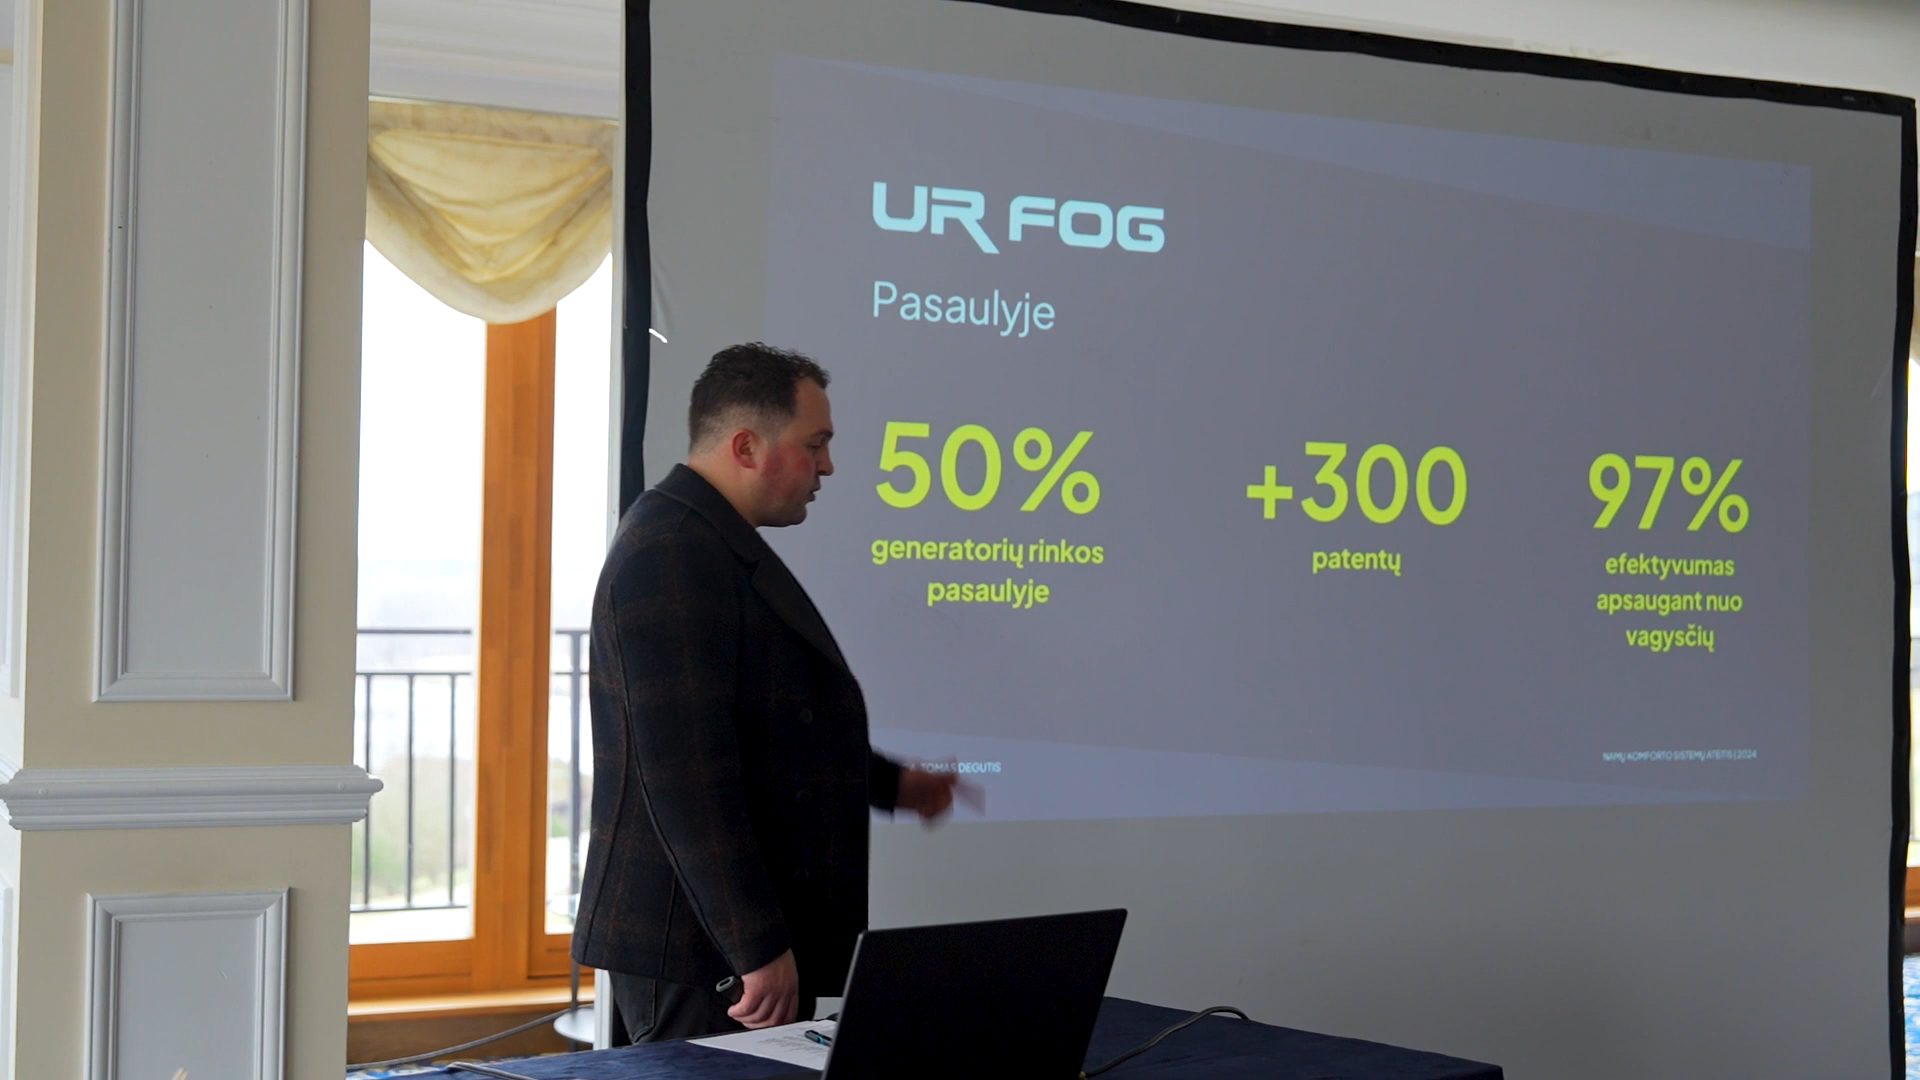 UR FOG
Pasaulyje
50%
generatorių rinkos
pasaulyje
+300
patentų
97%
efektyvumas
apsaugant nuo
vagysčių
TOMAS DEGUTIS
NAMŲ KOMFORTO SISTEMŲ ATEITIS | 2024